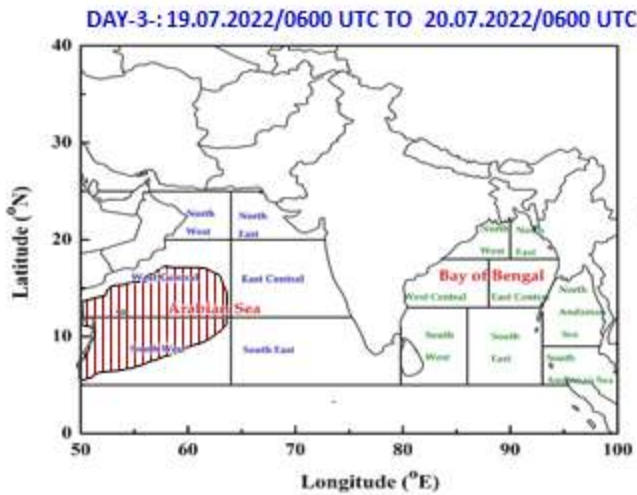 DAY-3-: 19.07.2022/0600 UTC TO 20.07.2022/0600 UTC
40
30
20
10
0
Latitude (°N)
North
West
North
East
West Central
East Central
Arabian Sea
South West
South East
North
West
North
East
Bay of Bengal
West Central
East Central
North
Andaman
Sea
South
West
South
East
South
Andaman Sea
50
60
70
80
90
100
Longitude (°E)